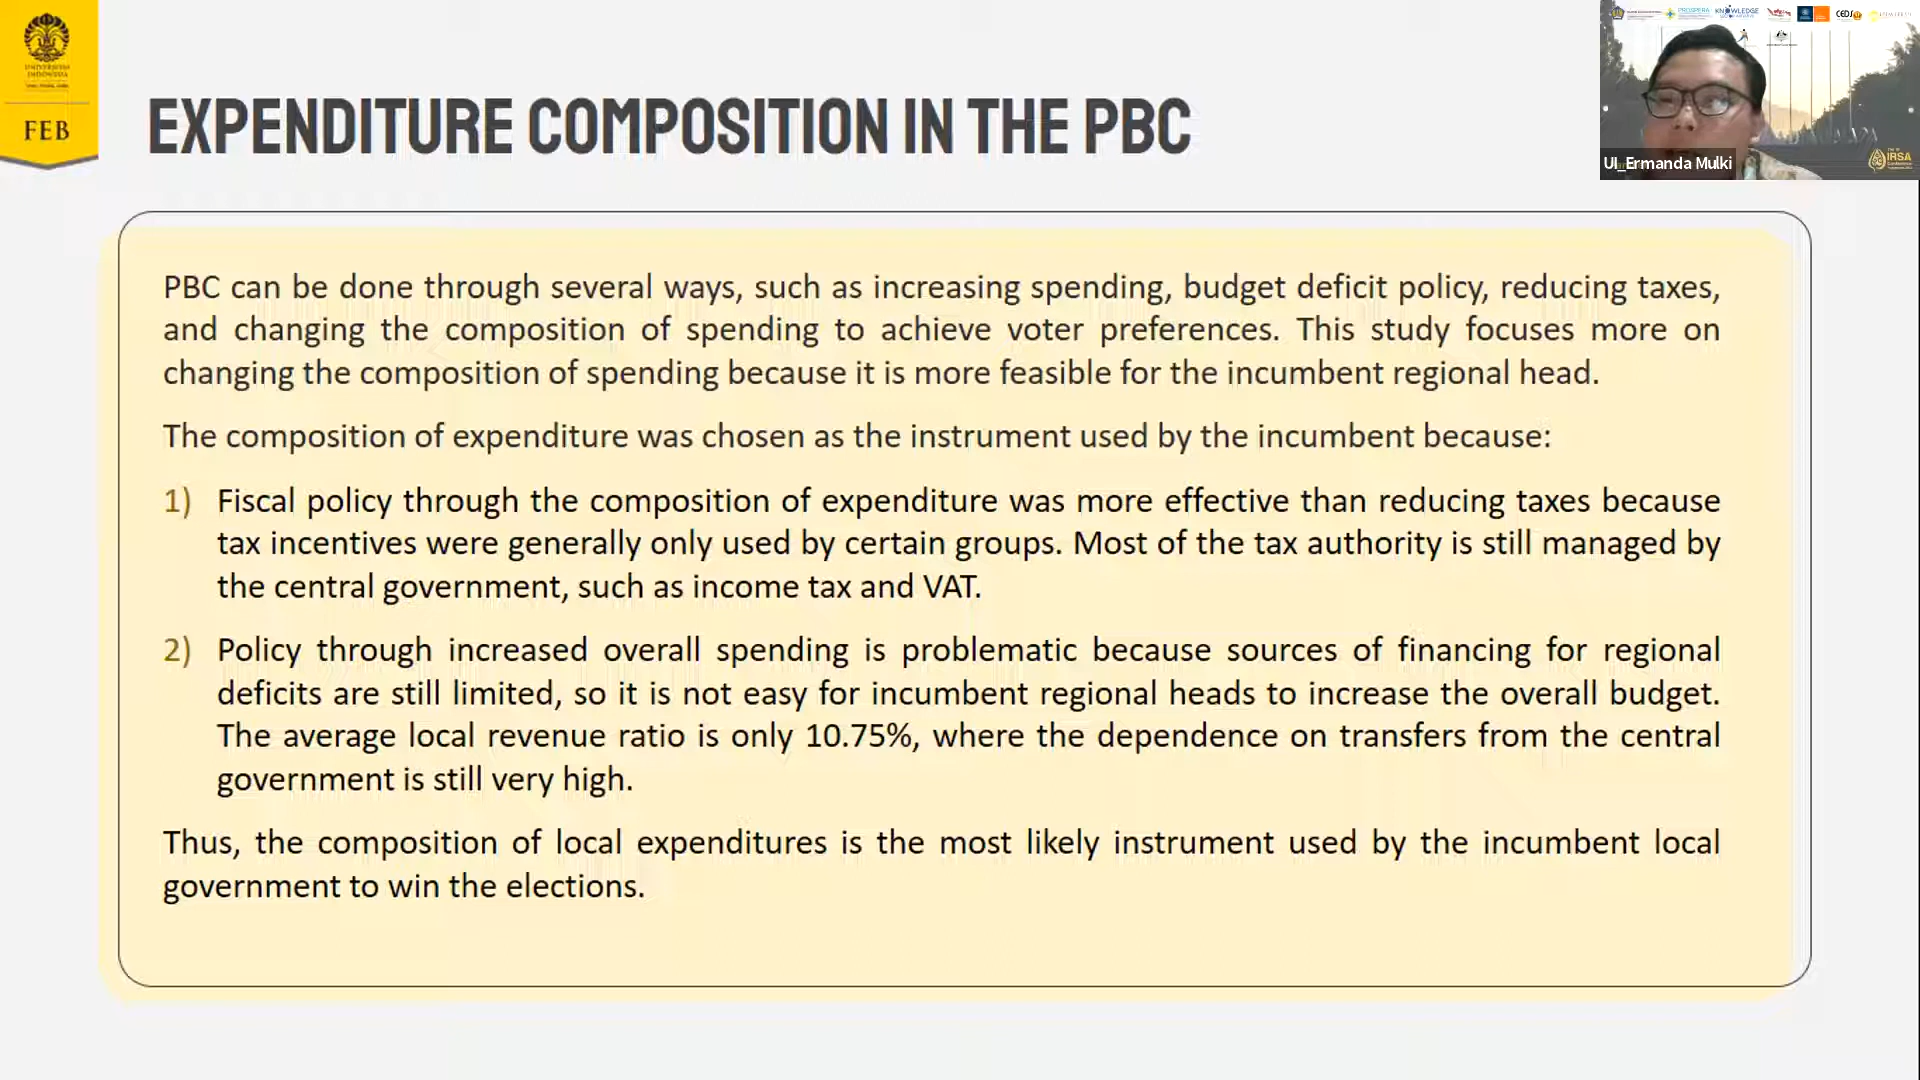 UNIVERSITAS
INDONESIA
FEB
EXPENDITURE COMPOSITION IN THE PBC
PROSPERA
KNOWLEDGE
CEDS
IRSA
UI_Ermanda Mulki
PBC can be done through several ways, such as increasing spending, budget deficit policy, reducing taxes,
and changing the composition of spending to achieve voter preferences. This study focuses more on
changing the composition of spending because it is more feasible for the incumbent regional head.
The composition of expenditure was chosen as the instrument used by the incumbent because:
1) Fiscal policy through the composition of expenditure was more effective than reducing taxes because
tax incentives were generally only used by certain groups. Most of the tax authority is still managed by
the central government, such as income tax and VAT.
2) Policy through increased overall spending is problematic because sources of financing for regional
deficits are still limited, so it is not easy for incumbent regional heads to increase the overall budget.
The average local revenue ratio is only 10.75%, where the dependence on transfers from the central
government is still very high.
Thus, the composition of local expenditures is the most likely instrument used by the incumbent local
government to win the elections.